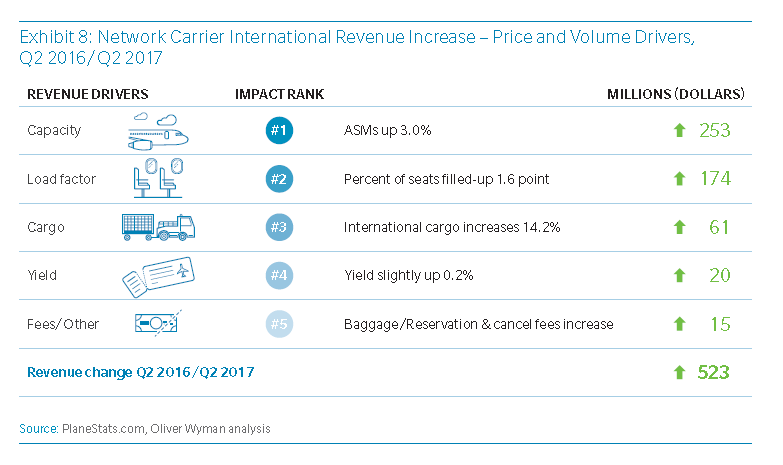 Exhibit 8: Network Carrier International Revenue Increase – Price and Volume Drivers,
Q2 2016/Q2 2017
REVENUE DRIVERS IMPACT RANK MILLIONS (DOLLARS)
Capacity #1 ASMs up 3.0% 253
Load factor #2 Percent of seats filled-up 1.6 point 174
Cargo #3 International cargo increases 14.2% 61
Yield #4 Yield slightly up 0.2% 20
Fees/Other #5 Baggage/Reservation & cancel fees increase 15
Revenue change Q2 2016/Q2 2017 523
Source: PlaneStats.com, Oliver Wyman analysis